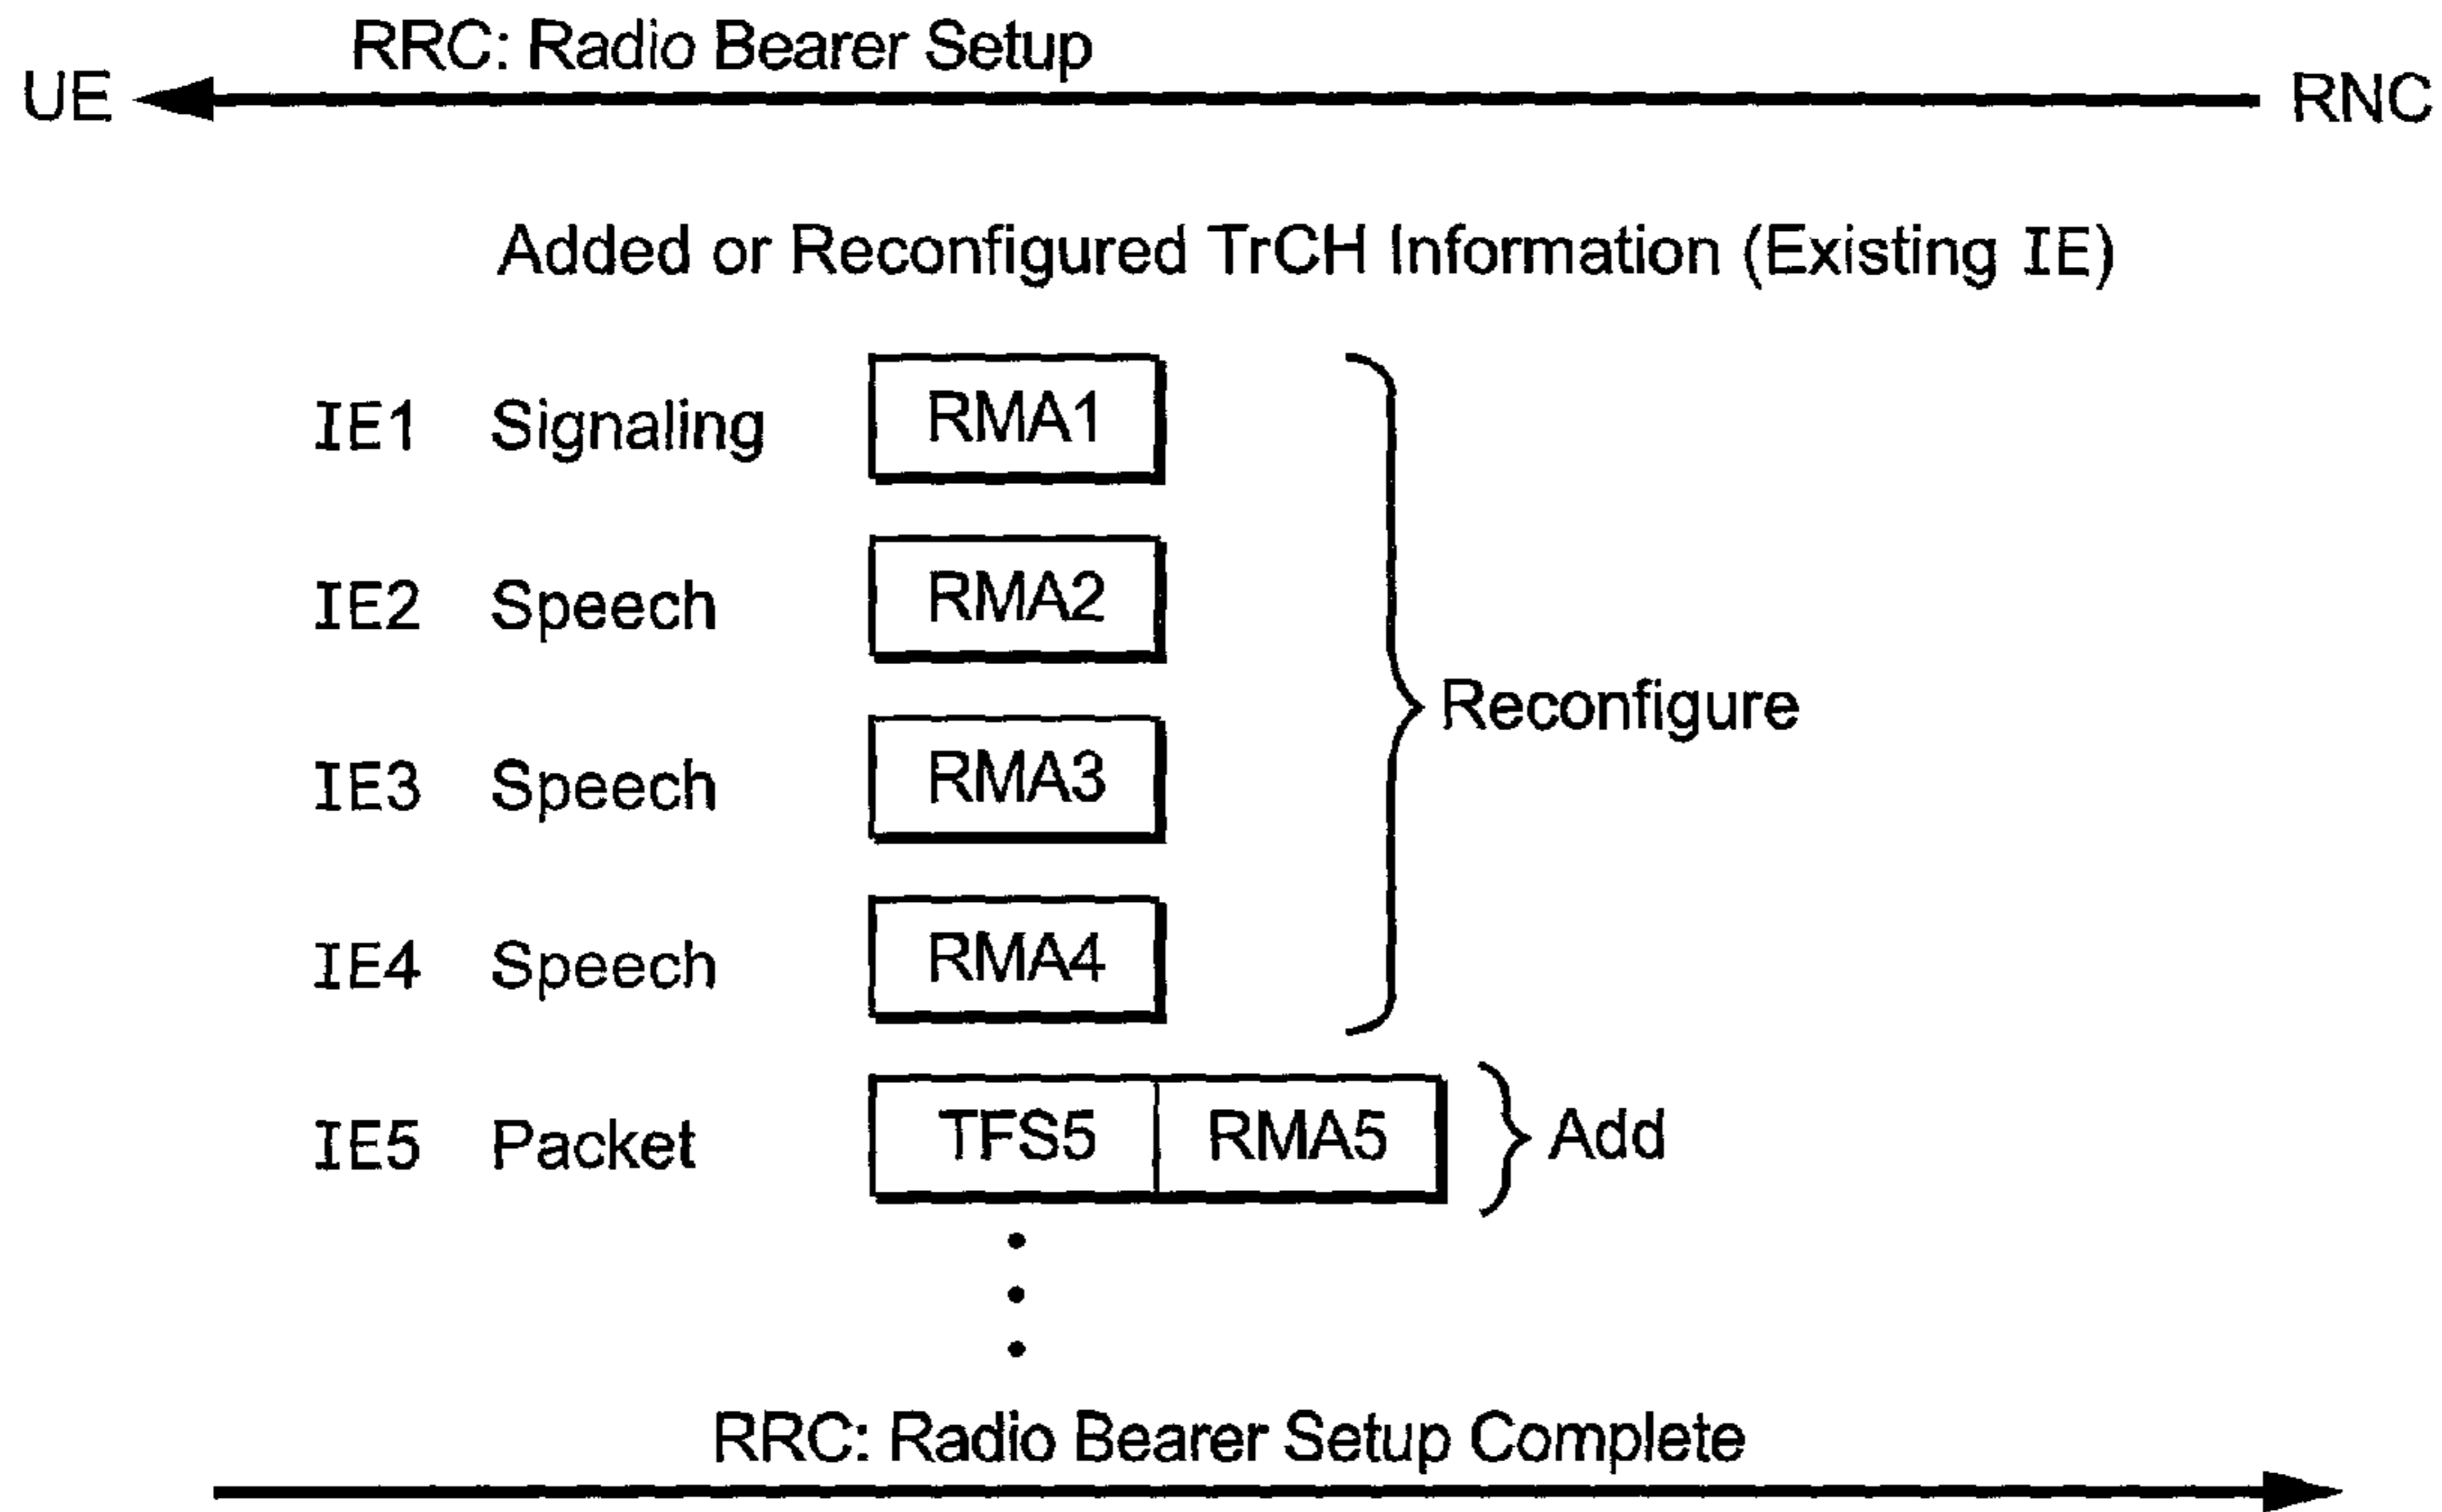 RRC: Radio Bearer Setup
UE RNC
Added or Reconfigured TrCH Information (Existing IE)
IE1 Signaling RMA1
IE2 Speech RMA2
Reconfigure
IE3 Speech RMA3
IE4 Speech RMA4
IE5 Packet TFS5 RMA5 Add
RRC: Radio Bearer Setup Complete